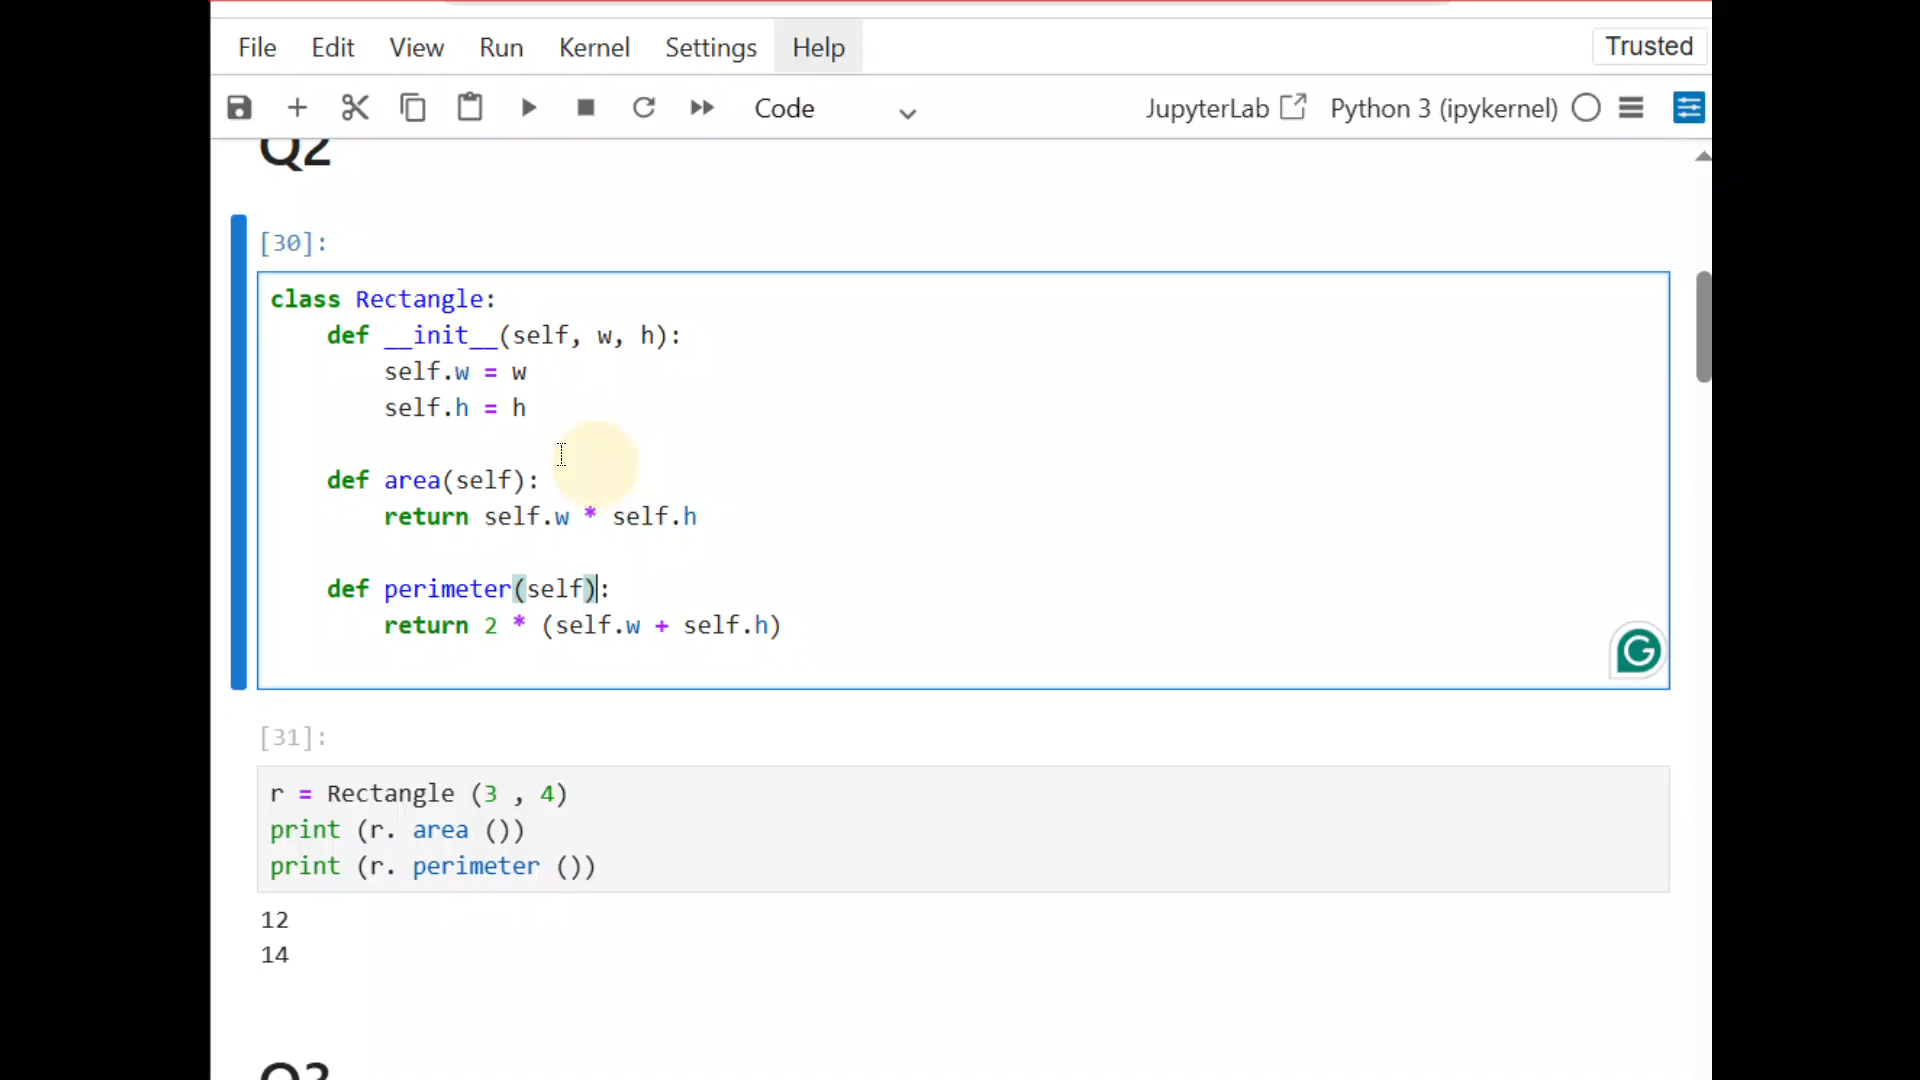 File Edit View Run Kernel Settings Help Trusted
Code JupyterLab Python 3 (ipykernel)
Q2
[30]:
class Rectangle:
    def __init__(self, w, h):
        self.w = w
        self.h = h
    def area(self):
        return self.w * self.h
    def perimeter(self):
        return 2 * (self.w + self.h)
G
[31]:
r = Rectangle (3 , 4)
print (r. area ())
print (r. perimeter ())
12
14
Q3